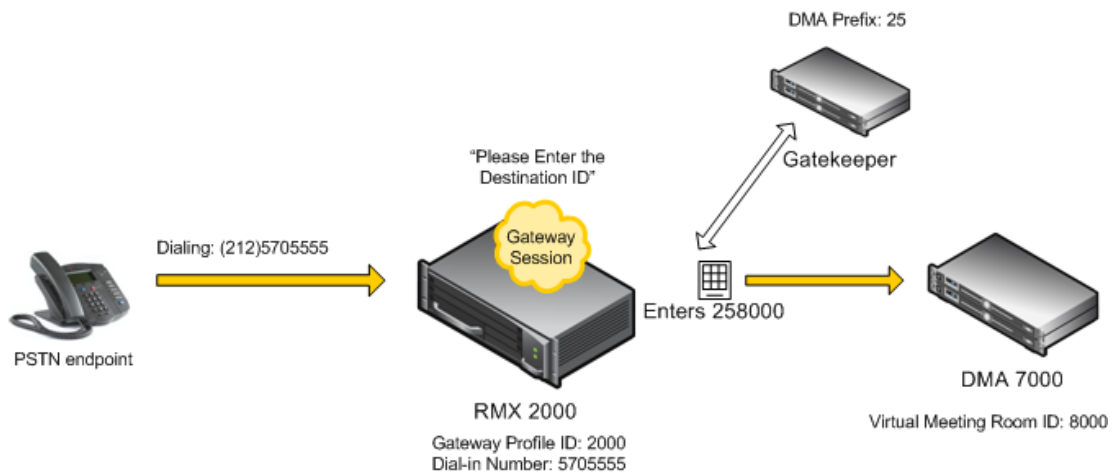 DMA Prefix: 25
Gatekeeper
“Please Enter the
Destination ID”
Gateway
Session
Dialing: (212)5705555
PSTN endpoint
Enters 258000
RMX 2000
Gateway Profile ID: 2000
Dial-in Number: 5705555
DMA 7000
Virtual Meeting Room ID: 8000